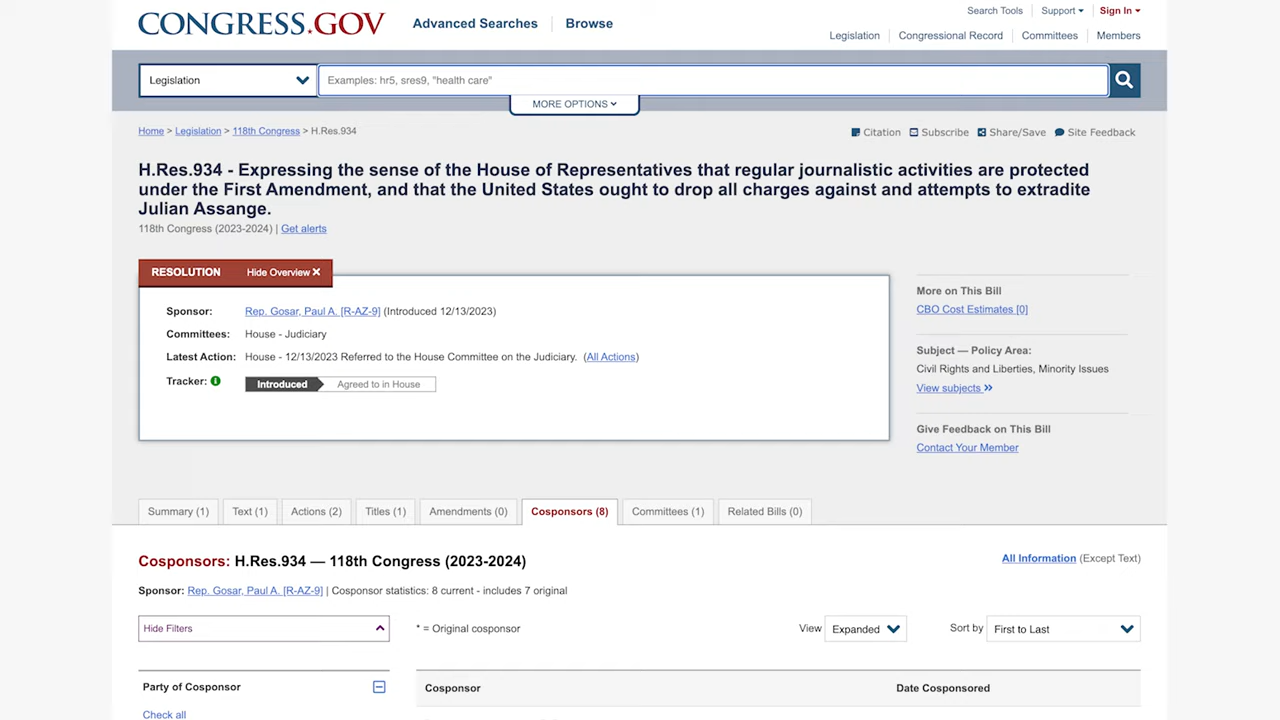 CONGRESS.GOV Advanced Searches Browse
Search Tools Support Sign In
Legislation Congressional Record Committees Members
Legislation Examples: hr5, sres9, "health care"
MORE OPTIONS
Home > Legislation > 118th Congress > H.Res.934
Citation Subscribe Share/Save Site Feedback
H.Res.934 - Expressing the sense of the House of Representatives that regular journalistic activities are protected
under the First Amendment, and that the United States ought to drop all charges against and attempts to extradite
Julian Assange.
118th Congress (2023-2024) | Get alerts
RESOLUTION Hide Overview ×
Sponsor: Rep. Gosar, Paul A. [R-AZ-9] (Introduced 12/13/2023)
Committees: House - Judiciary
Latest Action: House - 12/13/2023 Referred to the House Committee on the Judiciary. (All Actions)
Tracker: Introduced Agreed to in House
More on This Bill
CBO Cost Estimates [0]
Subject — Policy Area:
Civil Rights and Liberties, Minority Issues
View subjects »
Give Feedback on This Bill
Contact Your Member
Summary (1) Text (1) Actions (2) Titles (1) Amendments (0) Cosponsors (8) Committees (1) Related Bills (0)
Cosponsors: H.Res.934 — 118th Congress (2023-2024)
All Information (Except Text)
Sponsor: Rep. Gosar, Paul A. [R-AZ-9] | Cosponsor statistics: 8 current - includes 7 original
Hide Filters
* = Original cosponsor
View Expanded Sort by First to Last
Party of Cosponsor
Check all
Cosponsor Date Cosponsored